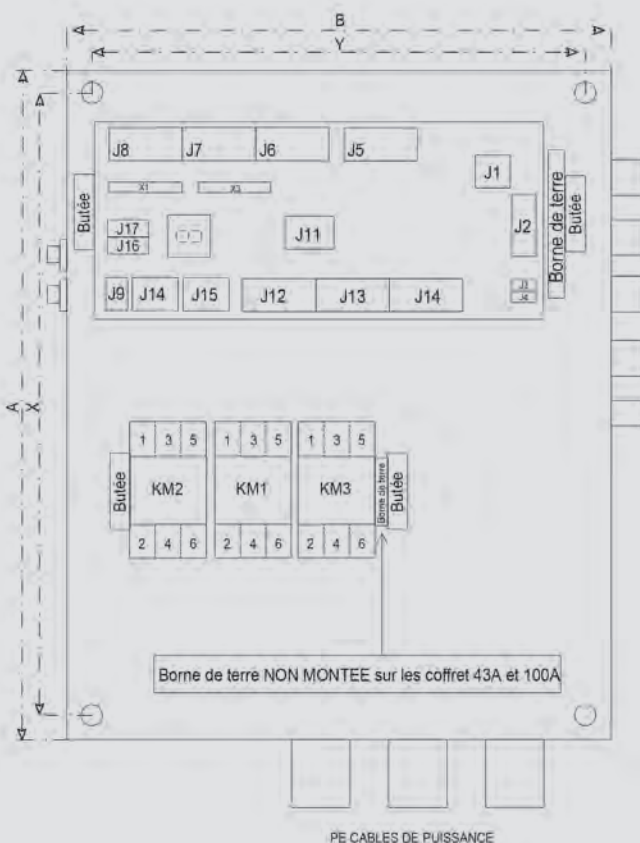 B
Y
J8 J7 J6 J5
J1
X1 X2
Butée
J17
J16
J11
J2
Borne de terre
Butée
J3
J4
J9 J14 J15 J12 J13 J14
A
X
1 3 5 1 3 5 1 3 5
Butée
KM2 KM1 KM3
Borne de terre
Butée
2 4 6 2 4 6 2 4 6
Borne de terre NON MONTEE sur les coffret 43A et 100A
PE CABLES DE PUISSANCE